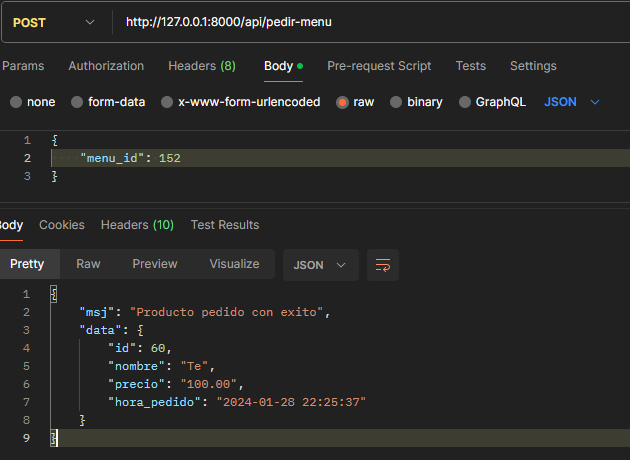 POST http://127.0.0.1:8000/api/pedir-menu
Params Authorization Headers (8) Body Pre-request Script Tests Settings
none form-data x-www-form-urlencoded raw binary GraphQL JSON
1 {
2 "menu_id": 152
3 }
Body Cookies Headers (10) Test Results
Pretty Raw Preview Visualize JSON
1 {
2 "msj": "Producto pedido con exito",
3 "data": {
4 "id": 60,
5 "nombre": "Te",
6 "precio": "100.00",
7 "hora_pedido": "2024-01-28 22:25:37"
8 }
9 }